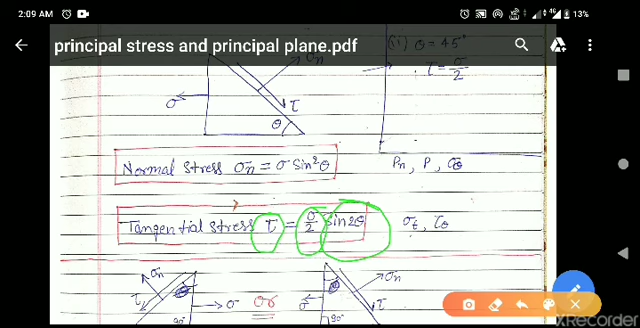 2:09 AM 13%
principal stress and principal plane.pdf
(ii) θ = 45°
σn
τ = σ/2
σ
τ
θ
Normal stress σn = σ sin²θ Pn, P, σθ
Tangential stress τ = σ/2 sin2θ σt, τθ
σn σn
τ θ σ or σ θ τ
90° 90°
XRECORDER